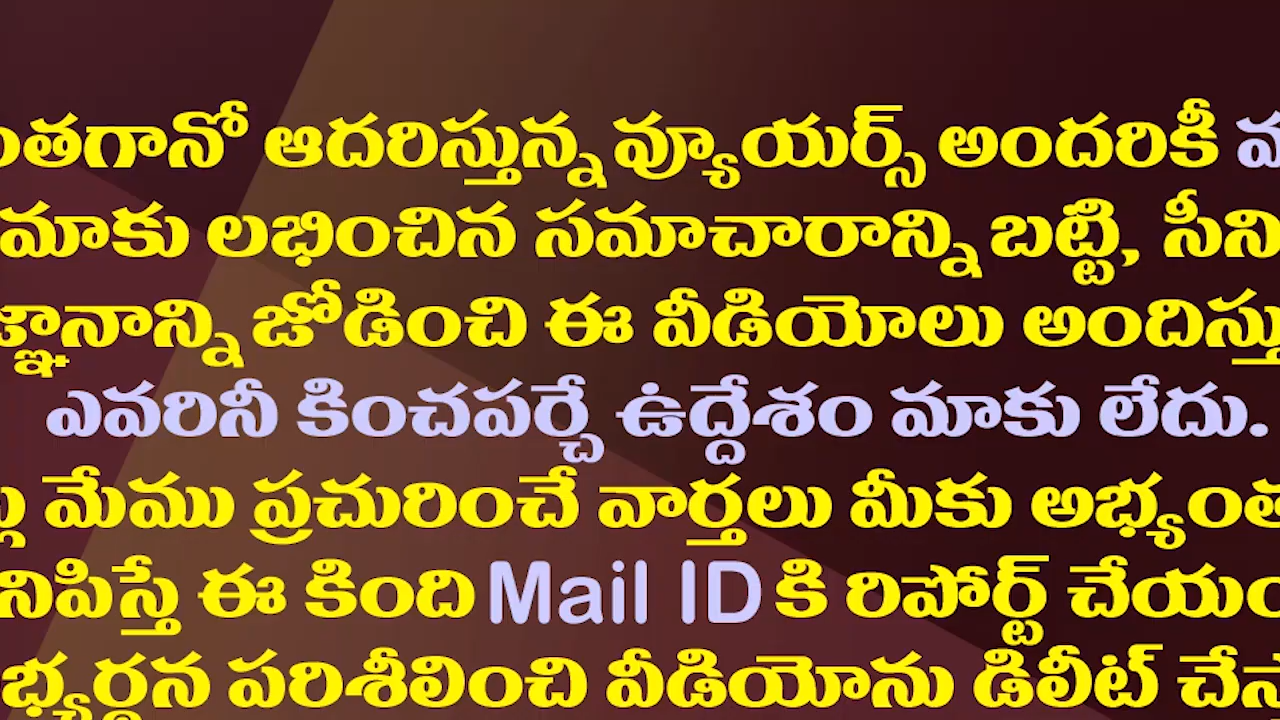 ంతగానో ఆదరిస్తున్న వ్యూయర్స్ అందరికీ
మాకు లభించిన సమాచారాన్ని బట్టి, సీని
జ్ఞానాన్ని జోడించి ఈ వీడియోలు అందిస్తు
ఎవరినీ కించపర్చే ఉద్దేశం మాకు లేదు.
మేము ప్రచురించే వార్తలు మీకు అభ్యంత
నిపిస్తే ఈ కింది Mail ID కి రిపోర్ట్ చేయం
భ్యర్థన పరిశీలించి వీడియోను డిలీట్ చేస